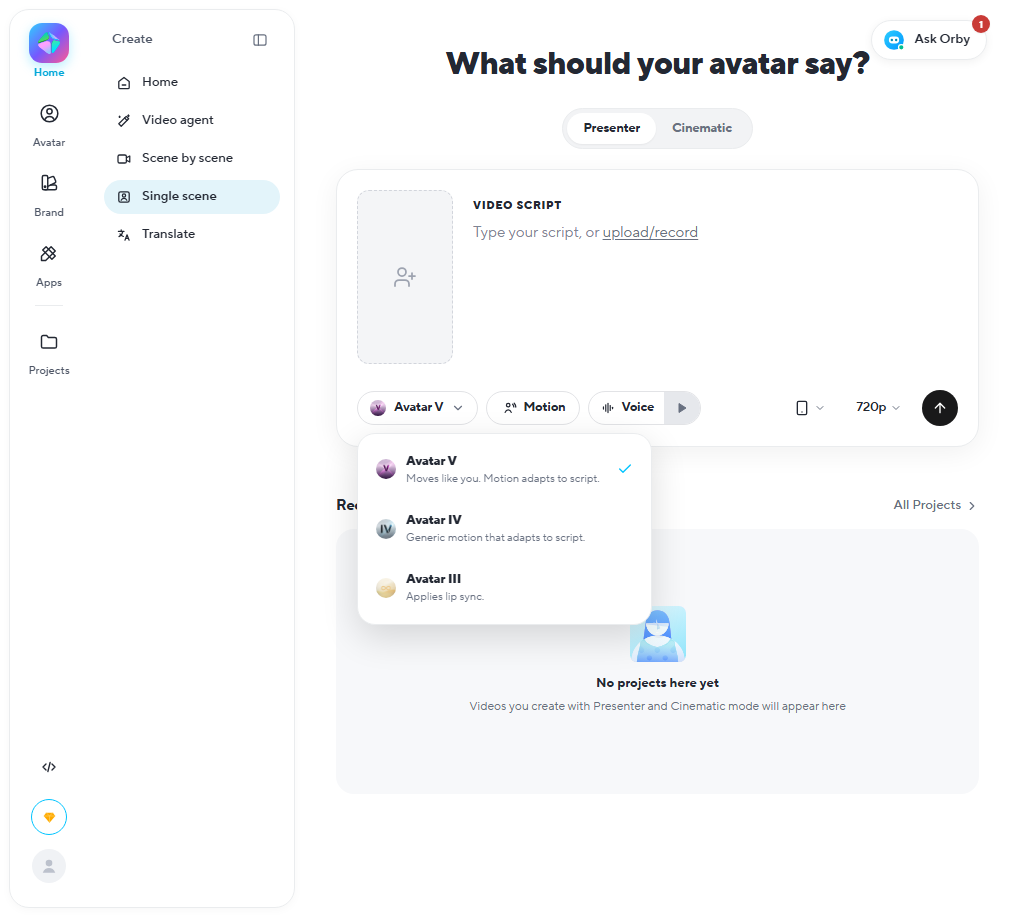 Home
Avatar
Brand
Apps
Projects
Create
Home
Video agent
Scene by scene
Single scene
Translate
Ask Orby
1
What should your avatar say?
Presenter
Cinematic
VIDEO SCRIPT
Type your script, or upload/record
V
Avatar V
Motion
Voice
720p
V
Avatar V
Moves like you. Motion adapts to script.
IV
Avatar IV
Generic motion that adapts to script.
Avatar III
Applies lip sync.
All Projects
No projects here yet
Videos you create with Presenter and Cinematic mode will appear here